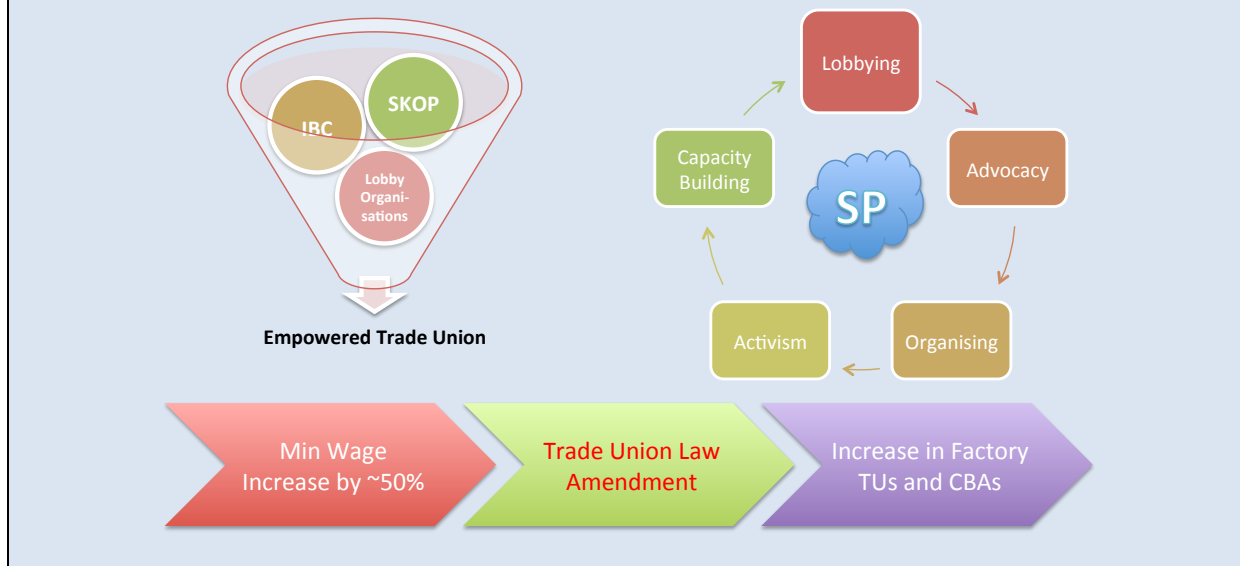 SKOP
IBC
Lobby
Organi-
sations
Empowered Trade Union
Lobbying
Advocacy
Organising
Activism
Capacity
Building
SP
Min Wage
Increase by ~50%
Trade Union Law
Amendment
Increase in Factory
TUs and CBAs